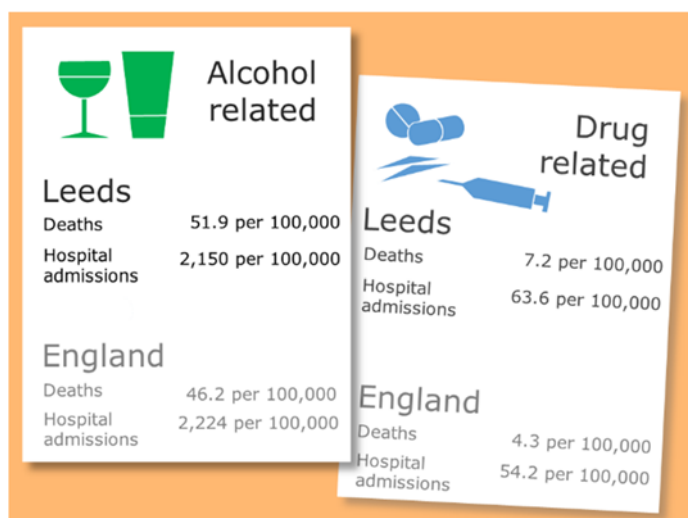 Alcohol
related
Leeds
Deaths 51.9 per 100,000
Hospital
admissions 2,150 per 100,000
England
Deaths 46.2 per 100,000
Hospital
admissions 2,224 per 100,000
Drug
related
Leeds
Deaths 7.2 per 100,000
Hospital
admissions 63.6 per 100,000
England
Deaths 4.3 per 100,000
Hospital
admissions 54.2 per 100,000